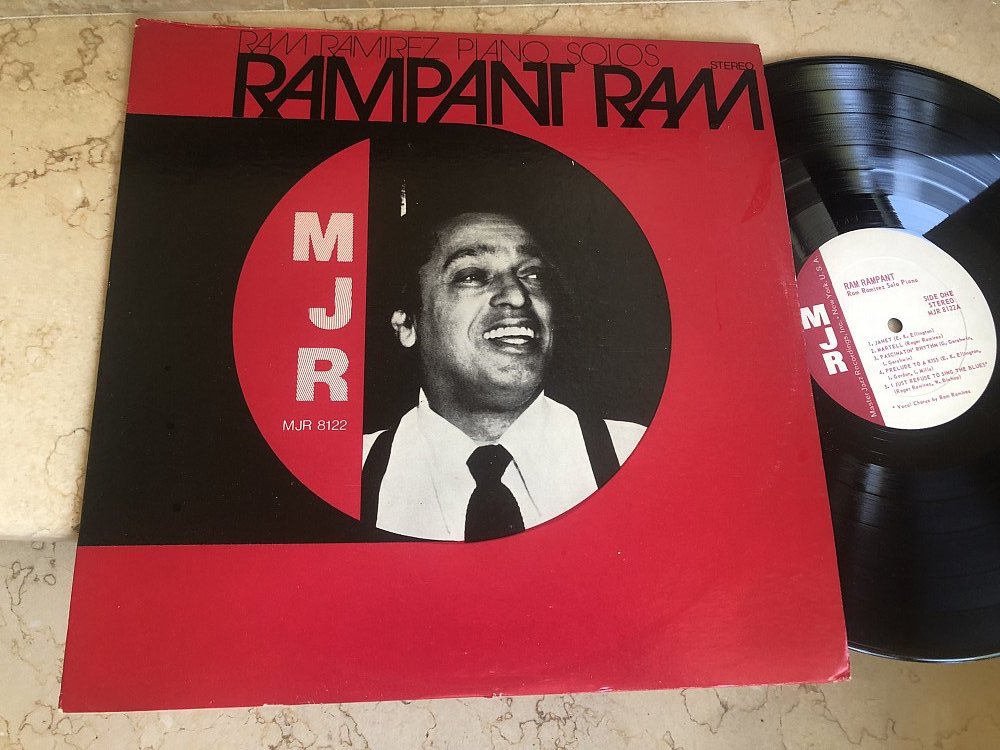 RAM RAMIREZ PIANO SOLOS
STEREO
RAMPANT RAM
M
J
R
MJR 8122
RAM RAMPANT
Ram Ramirez Solo Piano
SIDE ONE
STEREO
MJR 8122A
1. JANET (E. K. Ellington)
2. MARTELL (Roger Ramirez)
3. FASCINATIN' RHYTHM (G. Gershwin,
I. Gershwin)
4. PRELUDE TO A KISS (E. K. Ellington,
I. Gordon, I. Mills)
5. I JUST REFUSE TO SING THE BLUES*
(Roger Ramirez, W. Bishop)
* Vocal Chorus by Ram Ramirez
M
J
R
Master Jazz Recordings, Inc. • New York U.S.A.